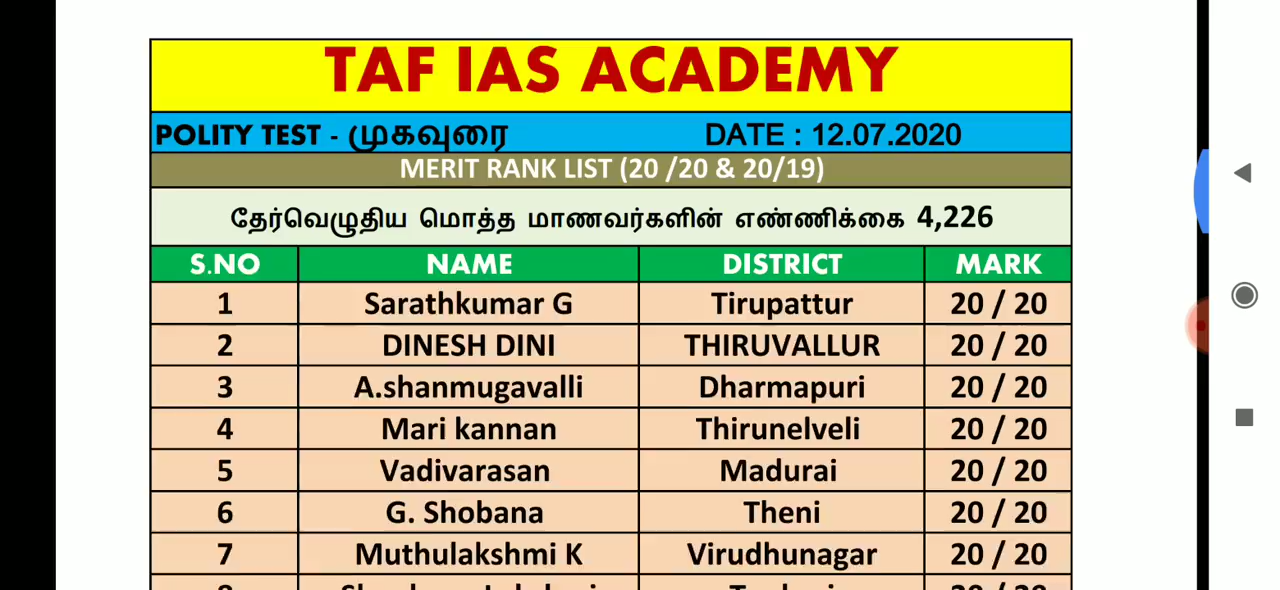 TAF IAS ACADEMY
POLITY TEST - முகவுரை DATE : 12.07.2020
MERIT RANK LIST (20 /20 & 20/19)
தேர்வெழுதிய மொத்த மாணவர்களின் எண்ணிக்கை 4,226
S.NO NAME DISTRICT MARK
1 Sarathkumar G Tirupattur 20 / 20
2 DINESH DINI THIRUVALLUR 20 / 20
3 A.shanmugavalli Dharmapuri 20 / 20
4 Mari kannan Thirunelveli 20 / 20
5 Vadivarasan Madurai 20 / 20
6 G. Shobana Theni 20 / 20
7 Muthulakshmi K Virudhunagar 20 / 20